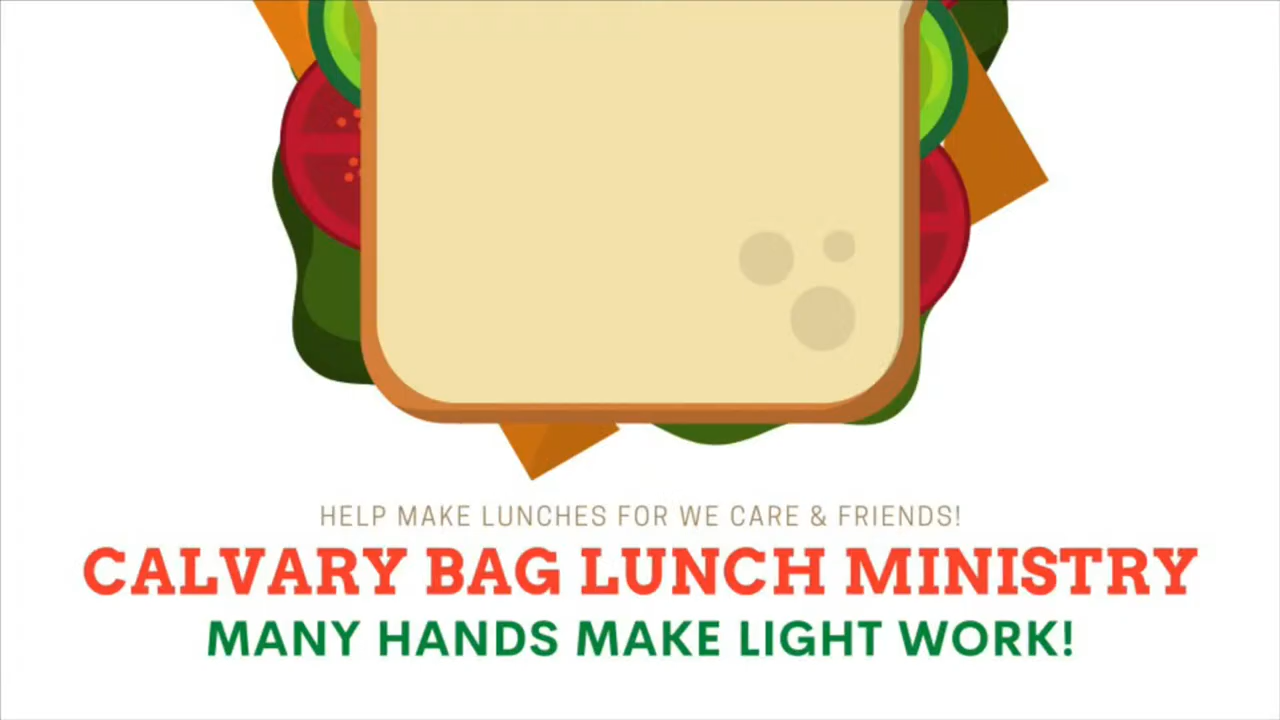 HELP MAKE LUNCHES FOR WE CARE & FRIENDS!
CALVARY BAG LUNCH MINISTRY
MANY HANDS MAKE LIGHT WORK!